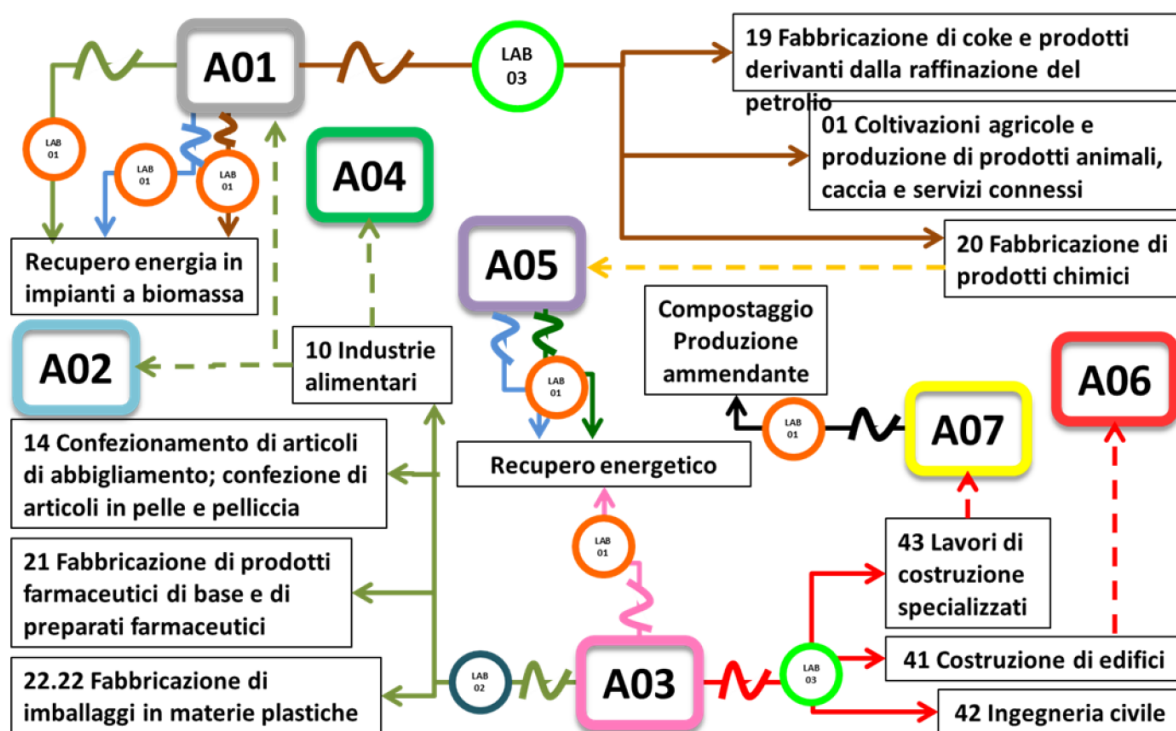 A01
LAB
03
19 Fabbricazione di coke e prodotti
derivanti dalla raffinazione del
petrolio
LAB
01
LAB
01
LAB
01
A04
01 Coltivazioni agricole e
produzione di prodotti animali,
caccia e servizi connessi
Recupero energia in
impianti a biomassa
A05
20 Fabbricazione di
prodotti chimici
A02
10 Industrie
alimentari
LAB
01
Compostaggio
Produzione
ammendante
A06
LAB
01
A07
14 Confezionamento di articoli
di abbigliamento; confezione di
articoli in pelle e pelliccia
Recupero energetico
LAB
01
43 Lavori di
costruzione
specializzati
21 Fabbricazione di prodotti
farmaceutici di base e di
preparati farmaceutici
22.22 Fabbricazione di
imballaggi in materie plastiche
LAB
02
A03
LAB
03
41 Costruzione di edifici
42 Ingegneria civile